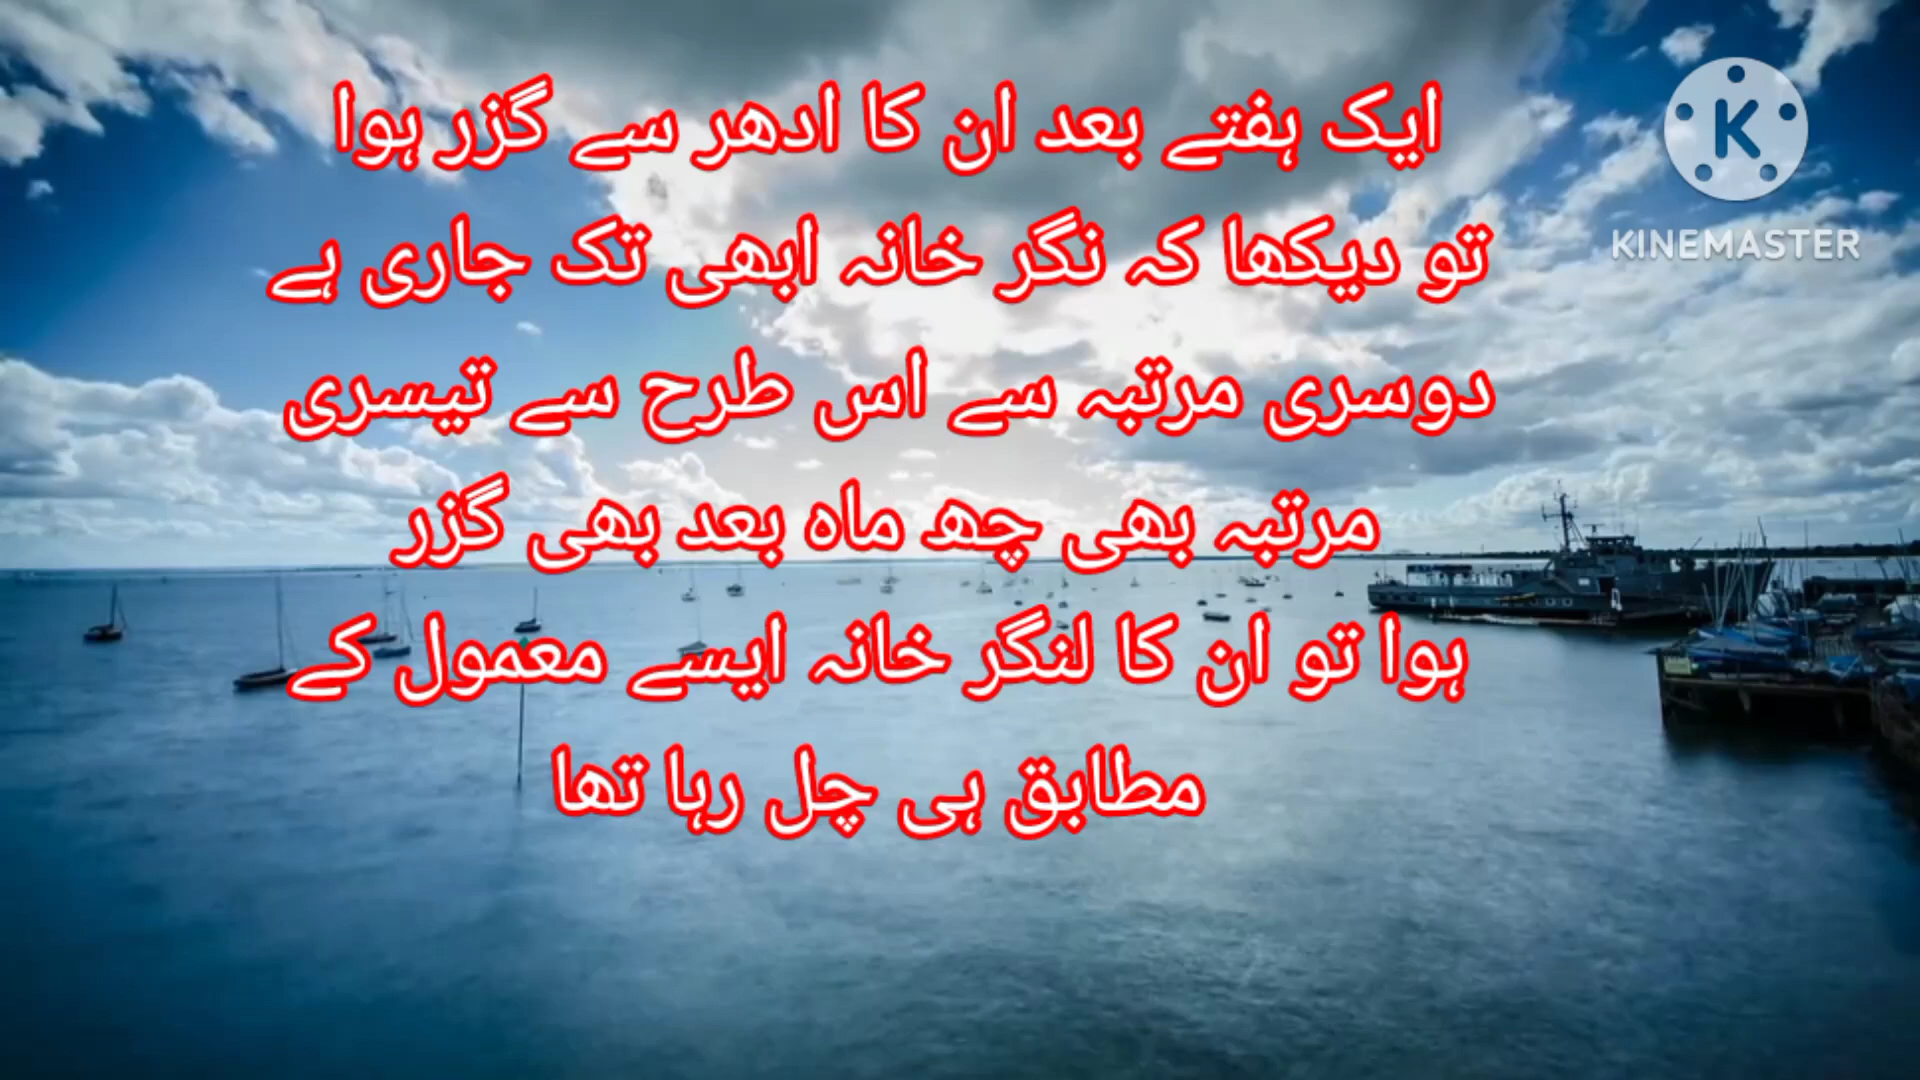 ایک ہفتے بعد ان کا ادھر سے گزر ہوا
تو دیکھا کہ نگر خانہ ابھی تک جاری ہے
دوسری مرتبہ سے اس طرح سے تیسری
مرتبہ بھی چھ ماہ بعد بھی گزر
ہوا تو ان کا لنگر خانہ ایسے معمول کے
مطابق ہی چل رہا تھا
K
KINEMASTER